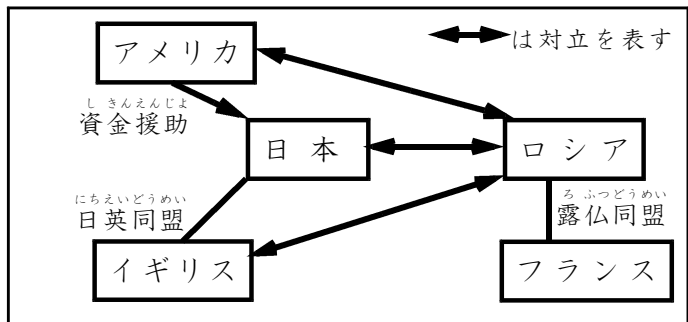 アメリカ
は対立を表す
しきんえんじょ
資金援助
日本
ロシア
にちえいどうめい
日英同盟
ろふつどうめい
露仏同盟
イギリス
フランス